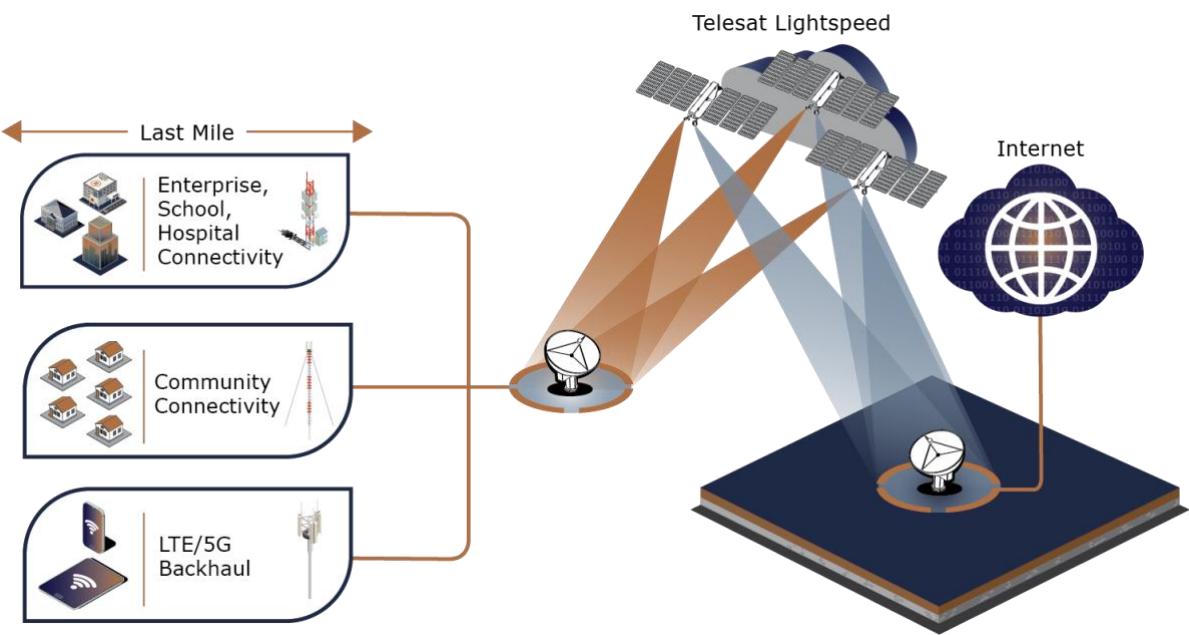 Telesat Lightspeed
Last Mile
Internet
Enterprise,
School,
Hospital
Connectivity
Community
Connectivity
LTE/5G
Backhaul